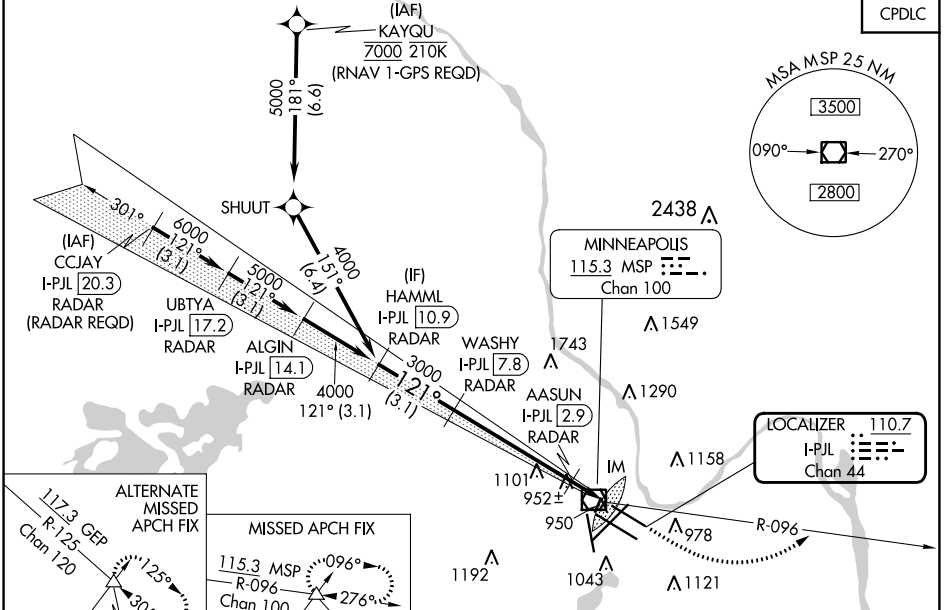 (IAF)
KAYQU
7000 210K
(RNAV 1-GPS REQD)
CPDLC
MSA MSP 25 NM
3500
090°
270°
2800
5000
181°
(6.6)
SHUUT
4000
151°
(6.4)
301°
6000
121°
(3.1)
5000
121°
(3.1)
(IAF)
CCJAY
I-PJL 20.3
RADAR
(RADAR REQD)
UBTYA
I-PJL 17.2
RADAR
ALGIN
I-PJL 14.1
RADAR
4000
121° (3.1)
(IF)
HAMML
I-PJL 10.9
RADAR
3000
121°
(3.1)
WASHY
I-PJL 7.8
RADAR
AASUN
I-PJL 2.9
RADAR
2438
MINNEAPOLIS
115.3 MSP
Chan 100
1549
1743
1290
LOCALIZER 110.7
I-PJL
Chan 44
1158
IM
1101
952±
950
978
R-096
1192
1043
1121
ALTERNATE
MISSED
APCH FIX
117.3 GEP
R-125
Chan 120
125°
MISSED APCH FIX
115.3 MSP
R-096
Chan 100
096°
276°